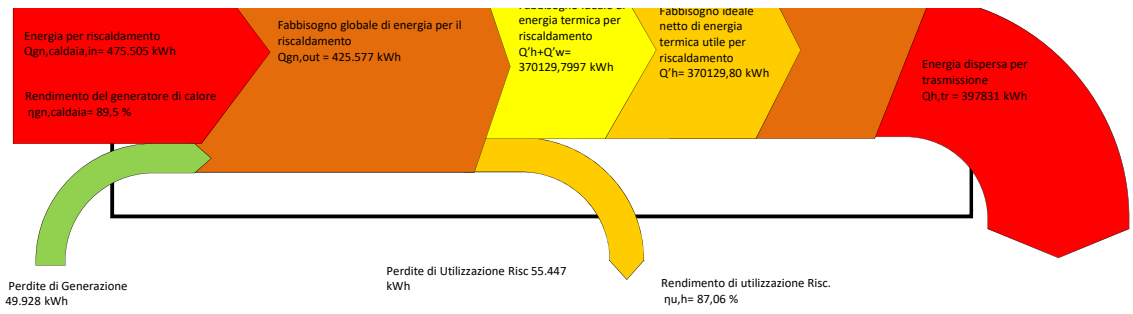 Energia per riscaldamento
Qgn,caldaia,in= 475.505 kWh
Rendimento del generatore di calore
ηgn,caldaia= 89,5 %
Fabbisogno globale di energia per il
riscaldamento
Qgn,out = 425.577 kWh
Fabbisogno ideale di
energia termica per
riscaldamento
Q'h+Q'w=
370129,7997 kWh
Fabbisogno ideale
netto di energia
termica utile per
riscaldamento
Q'h= 370129,80 kWh
Energia dispersa per
trasmissione
Qh,tr = 397831 kWh
Perdite di Generazione
49.928 kWh
Perdite di Utilizzazione Risc 55.447
kWh
Rendimento di utilizzazione Risc.
ηu,h= 87,06 %